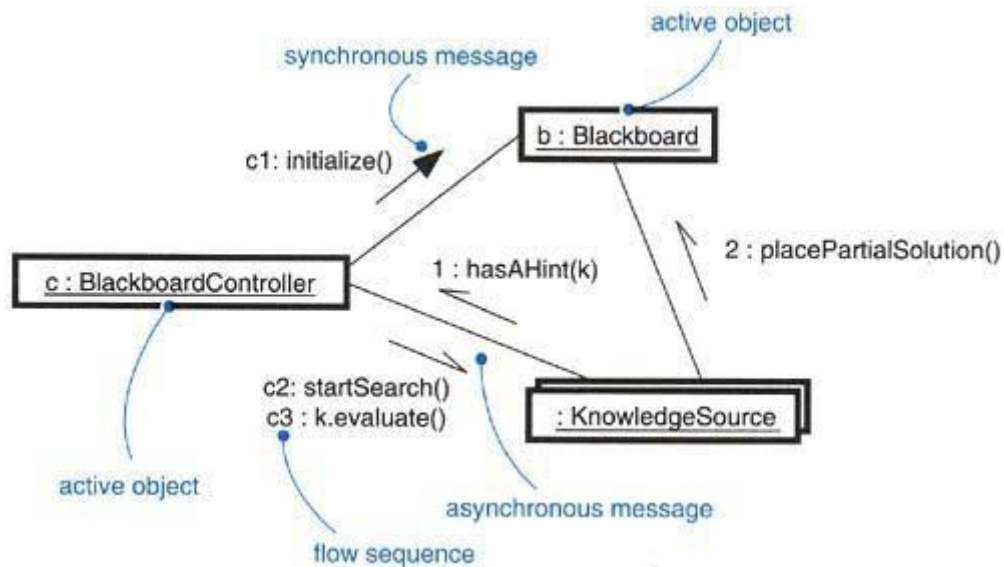 active object
synchronous message
b : Blackboard
c1: initialize()
2 : placePartialSolution()
1 : hasAHint(k)
c : BlackboardController
c2: startSearch()
c3 : k.evaluate()
: KnowledgeSource
active object
asynchronous message
flow sequence